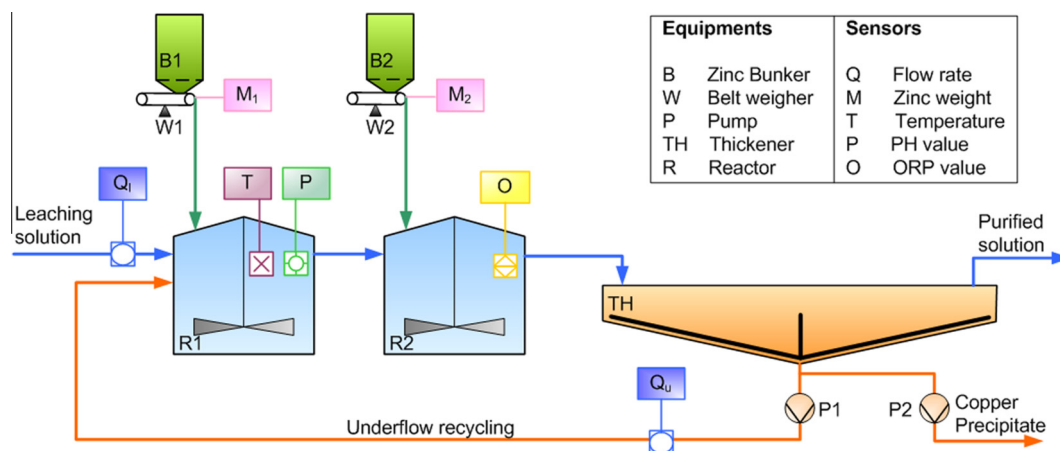 B1
M₁
W1
B2
M₂
W2
Equipments
Sensors
B Zinc Bunker
Q Flow rate
W Belt weigher
M Zinc weight
P Pump
T Temperature
TH Thickener
P PH value
R Reactor
O ORP value
Qₗ
T
P
O
Leaching
solution
Purified
solution
R1
R2
TH
Qᵤ
P1
P2
Copper
Precipitate
Underflow recycling